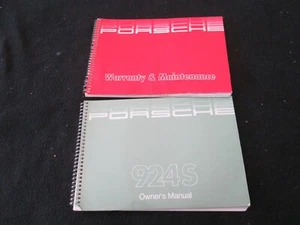 PORSCHE
Warranty & Maintenance
PORSCHE
924S
Owner's Manual